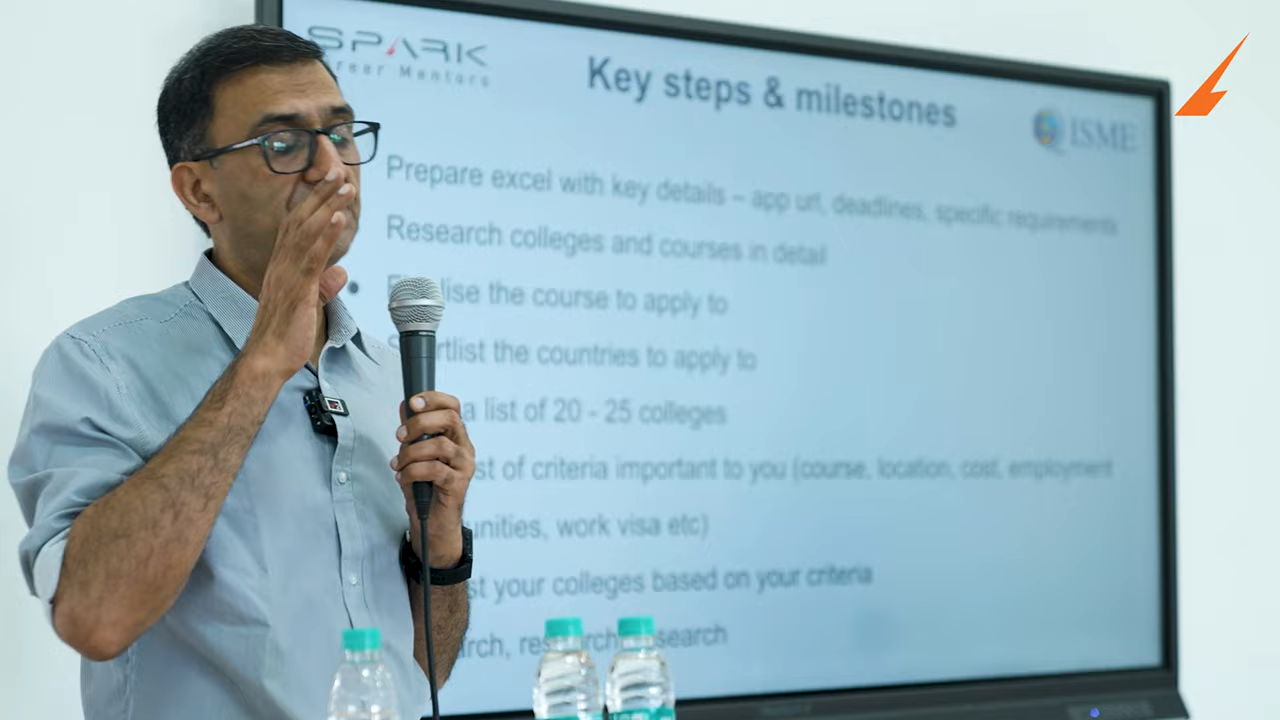 SPARK
Key steps & milestones
reer Mentors
ISME
Prepare excel with key details – app url, deadlines, specific requirements
Research colleges and courses in detail
lise the course to apply to
rtlist the countries to apply to
a list of 20 - 25 colleges
st of criteria important to you (course, location, cost, employment
unities, work visa etc)
st your colleges based on your criteria
rch, research, research